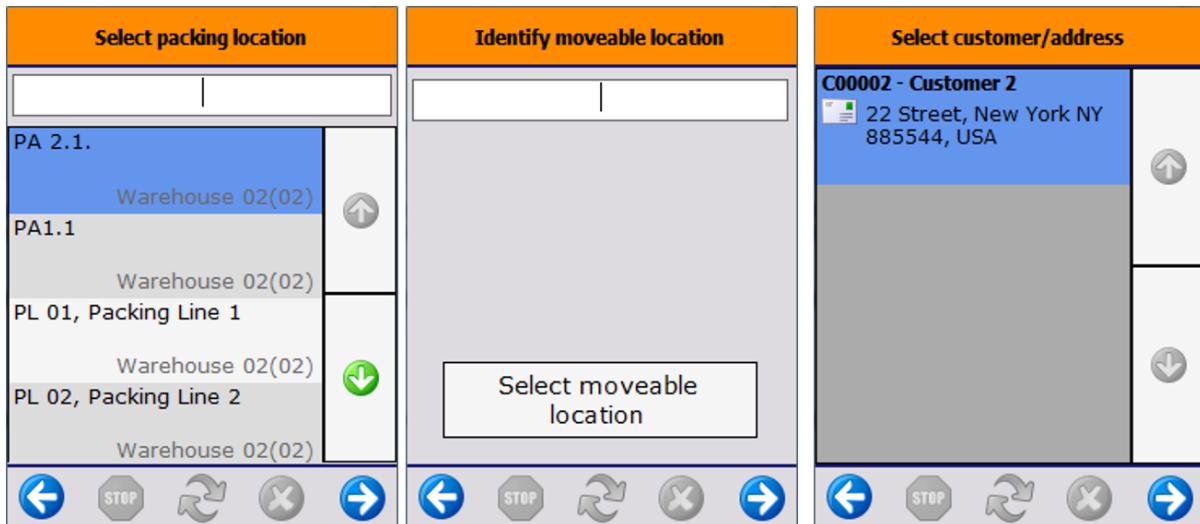 Select packing location
PA 2.1.
Warehouse 02(02)
PA1.1
Warehouse 02(02)
PL 01, Packing Line 1
Warehouse 02(02)
PL 02, Packing Line 2
Warehouse 02(02)
STOP
Identify moveable location
Select moveable
location
STOP
Select customer/address
C00002 - Customer 2
22 Street, New York NY
885544, USA
STOP